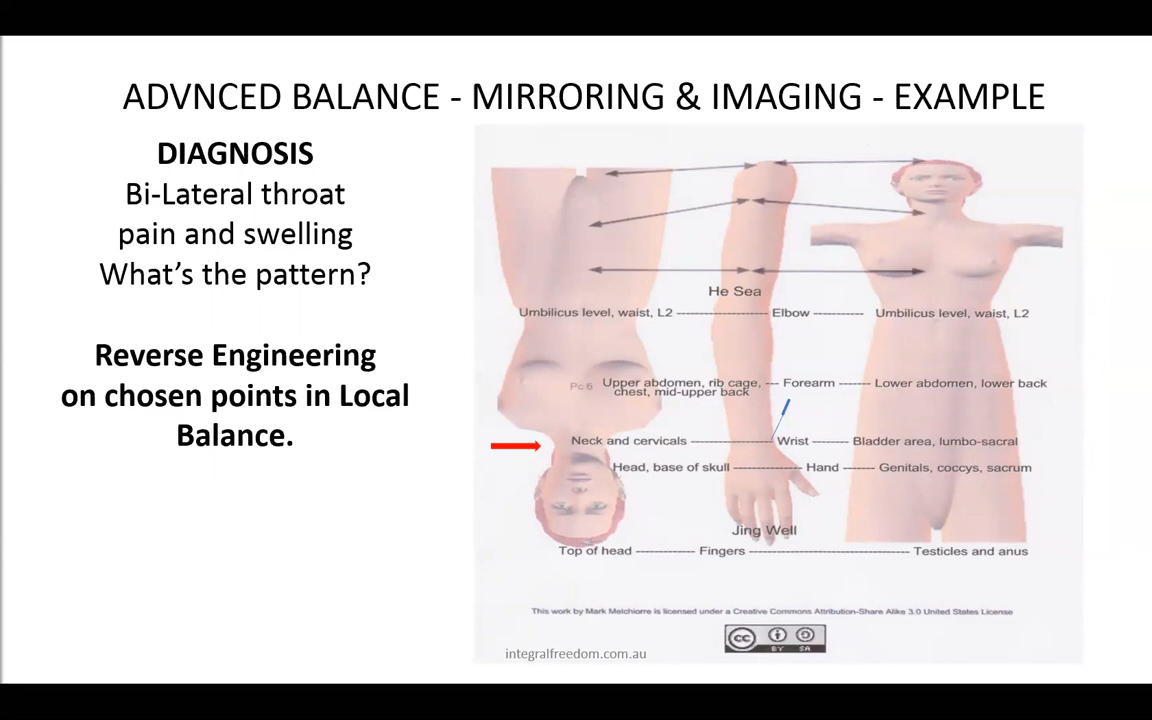 ADVNCED BALANCE - MIRRORING & IMAGING - EXAMPLE
DIAGNOSIS
Bi-Lateral throat
pain and swelling
What's the pattern?
Reverse Engineering
on chosen points in Local
Balance.
He Sea
Umbilicus level, waist, L2 ------------------- Elbow ---------- Umbilicus level, waist, L2
Pc 6 Upper abdomen, rib cage, --- Forearm ------- Lower abdomen, lower back
chest, mid-upper back
Neck and cervicals ----------------- Wrist ------- Bladder area, lumbo-sacral
Head, base of skull -------------- Hand ------- Genitals, coccys, sacrum
Jing Well
Top of head ------------- Fingers --------------------------------- Testicles and anus
This work by Mark Melchiorre is licensed under a Creative Commons Attribution-Share Alike 3.0 United States License
cc BY SA
integralfreedom.com.au